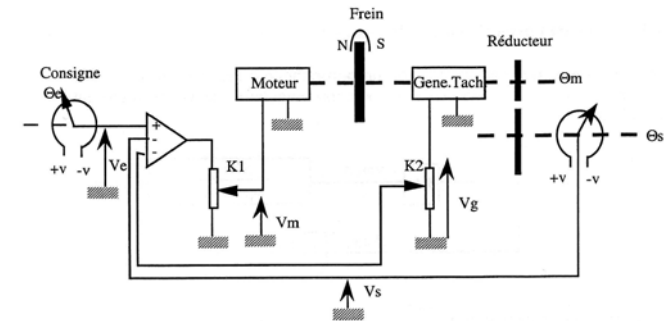 Frein
N S
Réducteur
Consigne
Θe
Moteur
Gene.Tach
Θm
Θs
+
-
-
+v -v
Ve
K1
K2
+v -v
Vm
Vg
Vs